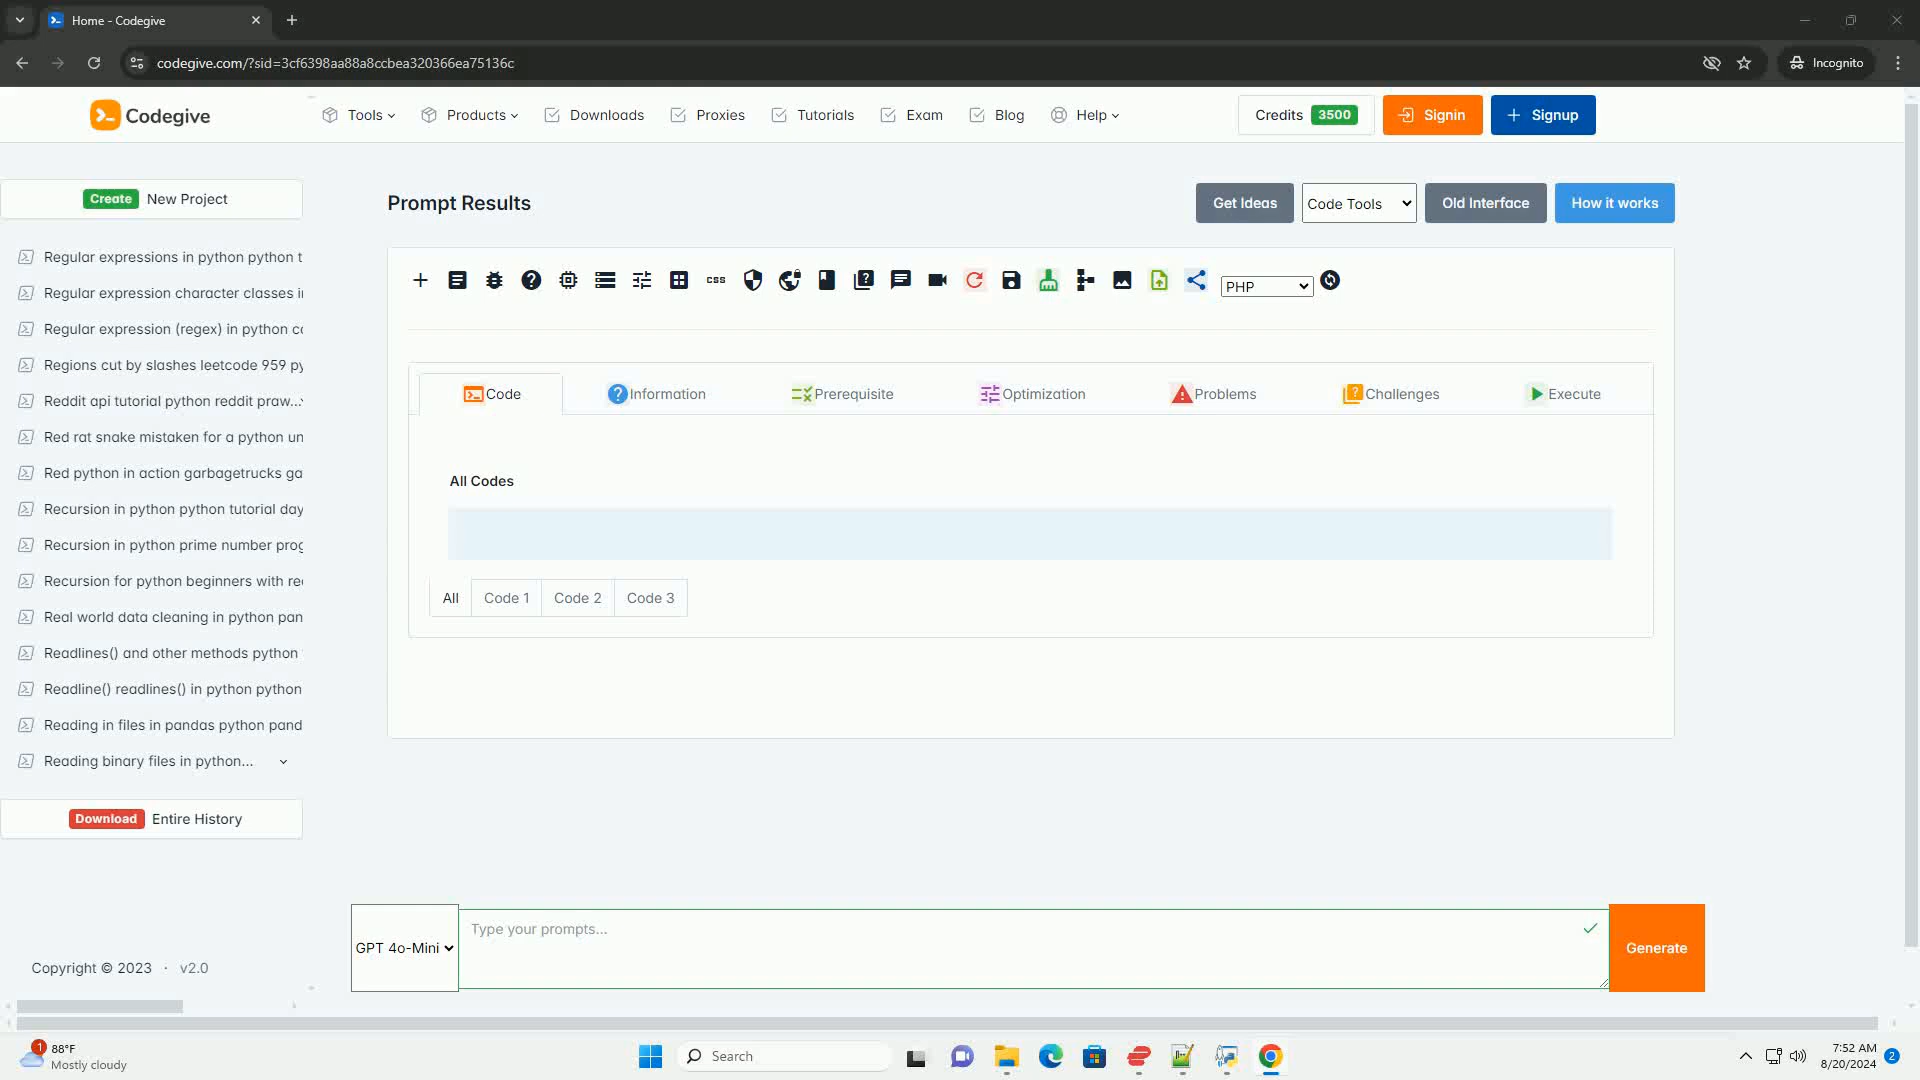 Home - Codegive
codegive.com/?sid=3cf6398aa88a8ccbea320366ea75136c
Incognito
Codegive
Tools
Products
Downloads
Proxies
Tutorials
Exam
Blog
Help
Credits 3500
Signin
Signup
Create New Project
Prompt Results
Get Ideas
Code Tools
Old Interface
How it works
Regular expressions in python python t
Regular expression character classes i
Regular expression (regex) in python c
Regions cut by slashes leetcode 959 py
Reddit api tutorial python reddit praw...
Red rat snake mistaken for a python un
Red python in action garbagetrucks ga
Recursion in python python tutorial day
Recursion in python prime number prog
Recursion for python beginners with re
Real world data cleaning in python pan
Readlines() and other methods python
Readline() readlines() in python python
Reading in files in pandas python pand
Reading binary files in python...
Download Entire History
Copyright © 2023 · v2.0
css
PHP
Code
Information
Prerequisite
Optimization
Problems
Challenges
Execute
All Codes
All
Code 1
Code 2
Code 3
GPT 4o-Mini
Type your prompts...
Generate
1
88°F
Mostly cloudy
Search
7:52 AM
8/20/2024
2